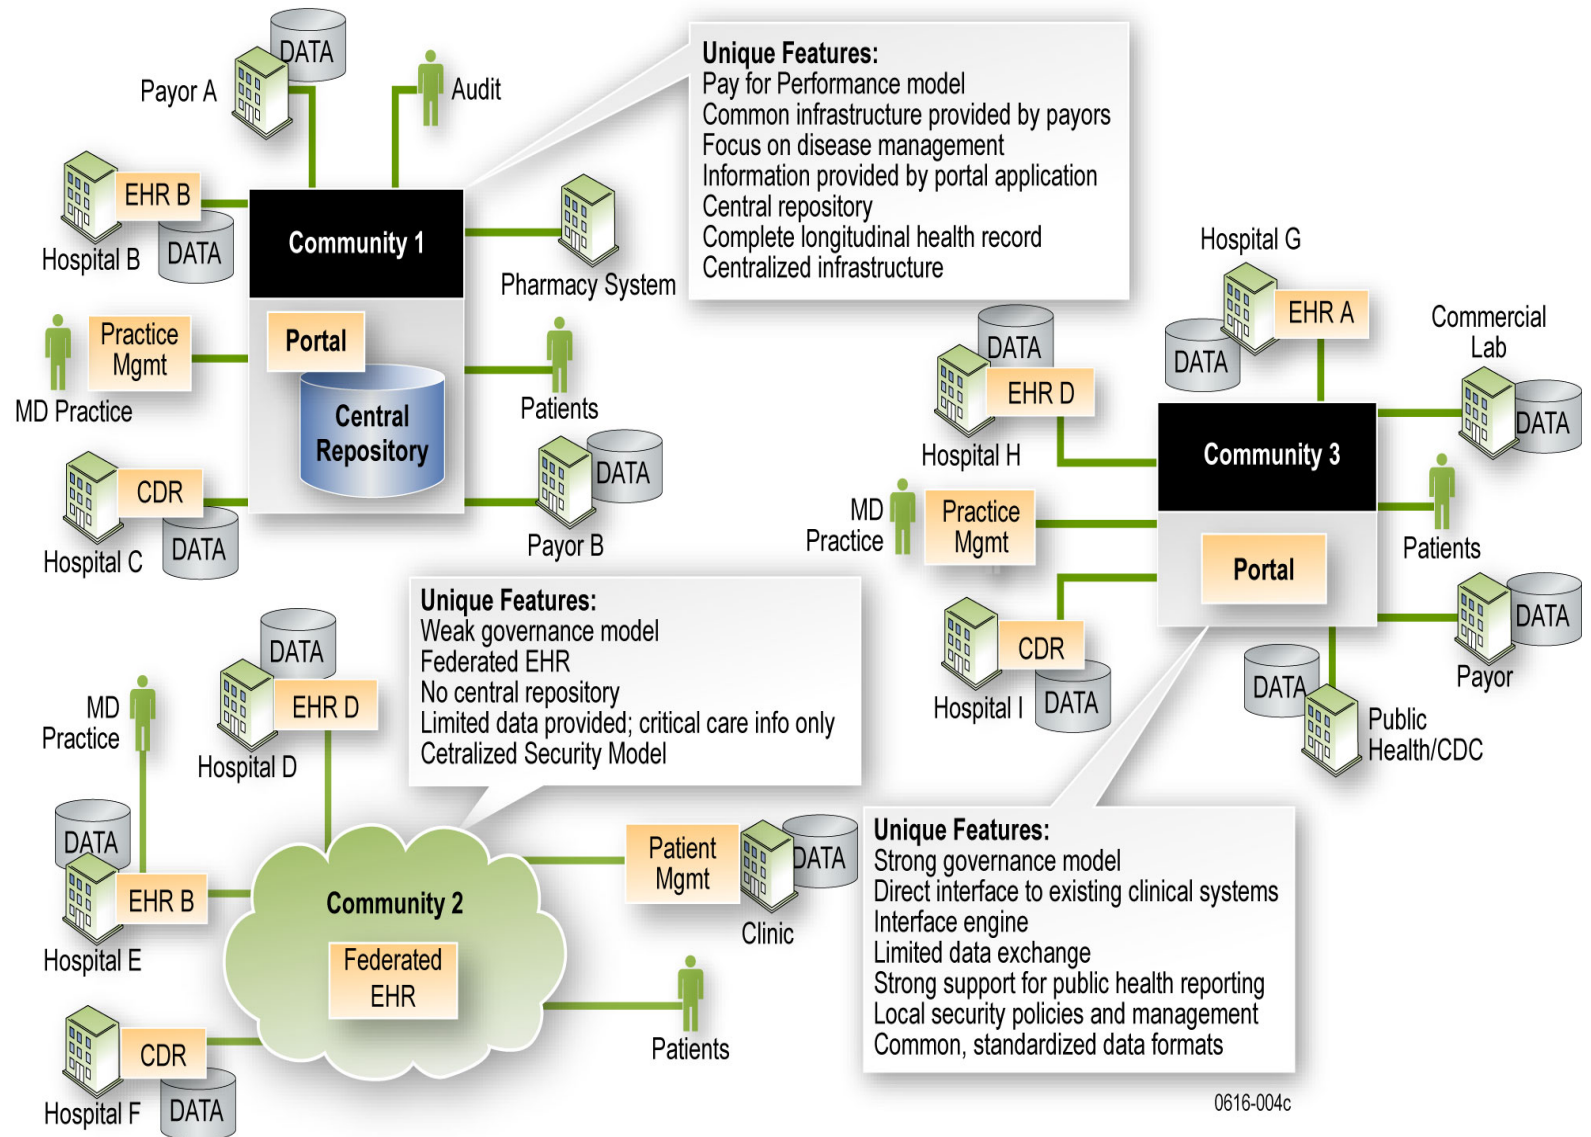 DATA
Payor A
Audit
EHR B
DATA
Hospital B
Community 1
Pharmacy System
Practice
Mgmt
MD Practice
Portal
Central
Repository
Patients
CDR
DATA
Hospital C
DATA
Payor B
Unique Features:
Pay for Performance model
Common infrastructure provided by payors
Focus on disease management
Information provided by portal application
Central repository
Complete longitudinal health record
Centralized infrastructure
Hospital G
EHR A
DATA
Commercial
Lab
DATA
DATA
EHR D
Hospital H
Community 3
MD
Practice
Practice
Mgmt
Patients
Portal
CDR
DATA
Hospital I
DATA
Payor
DATA
Public
Health/CDC
Unique Features:
Weak governance model
Federated EHR
No central repository
Limited data provided; critical care info only
Cetralized Security Model
DATA
EHR D
Hospital D
MD
Practice
DATA
EHR B
Hospital E
Community 2
Federated
EHR
Patient
Mgmt
DATA
Clinic
Patients
CDR
DATA
Hospital F
Unique Features:
Strong governance model
Direct interface to existing clinical systems
Interface engine
Limited data exchange
Strong support for public health reporting
Local security policies and management
Common, standardized data formats
0616-004c